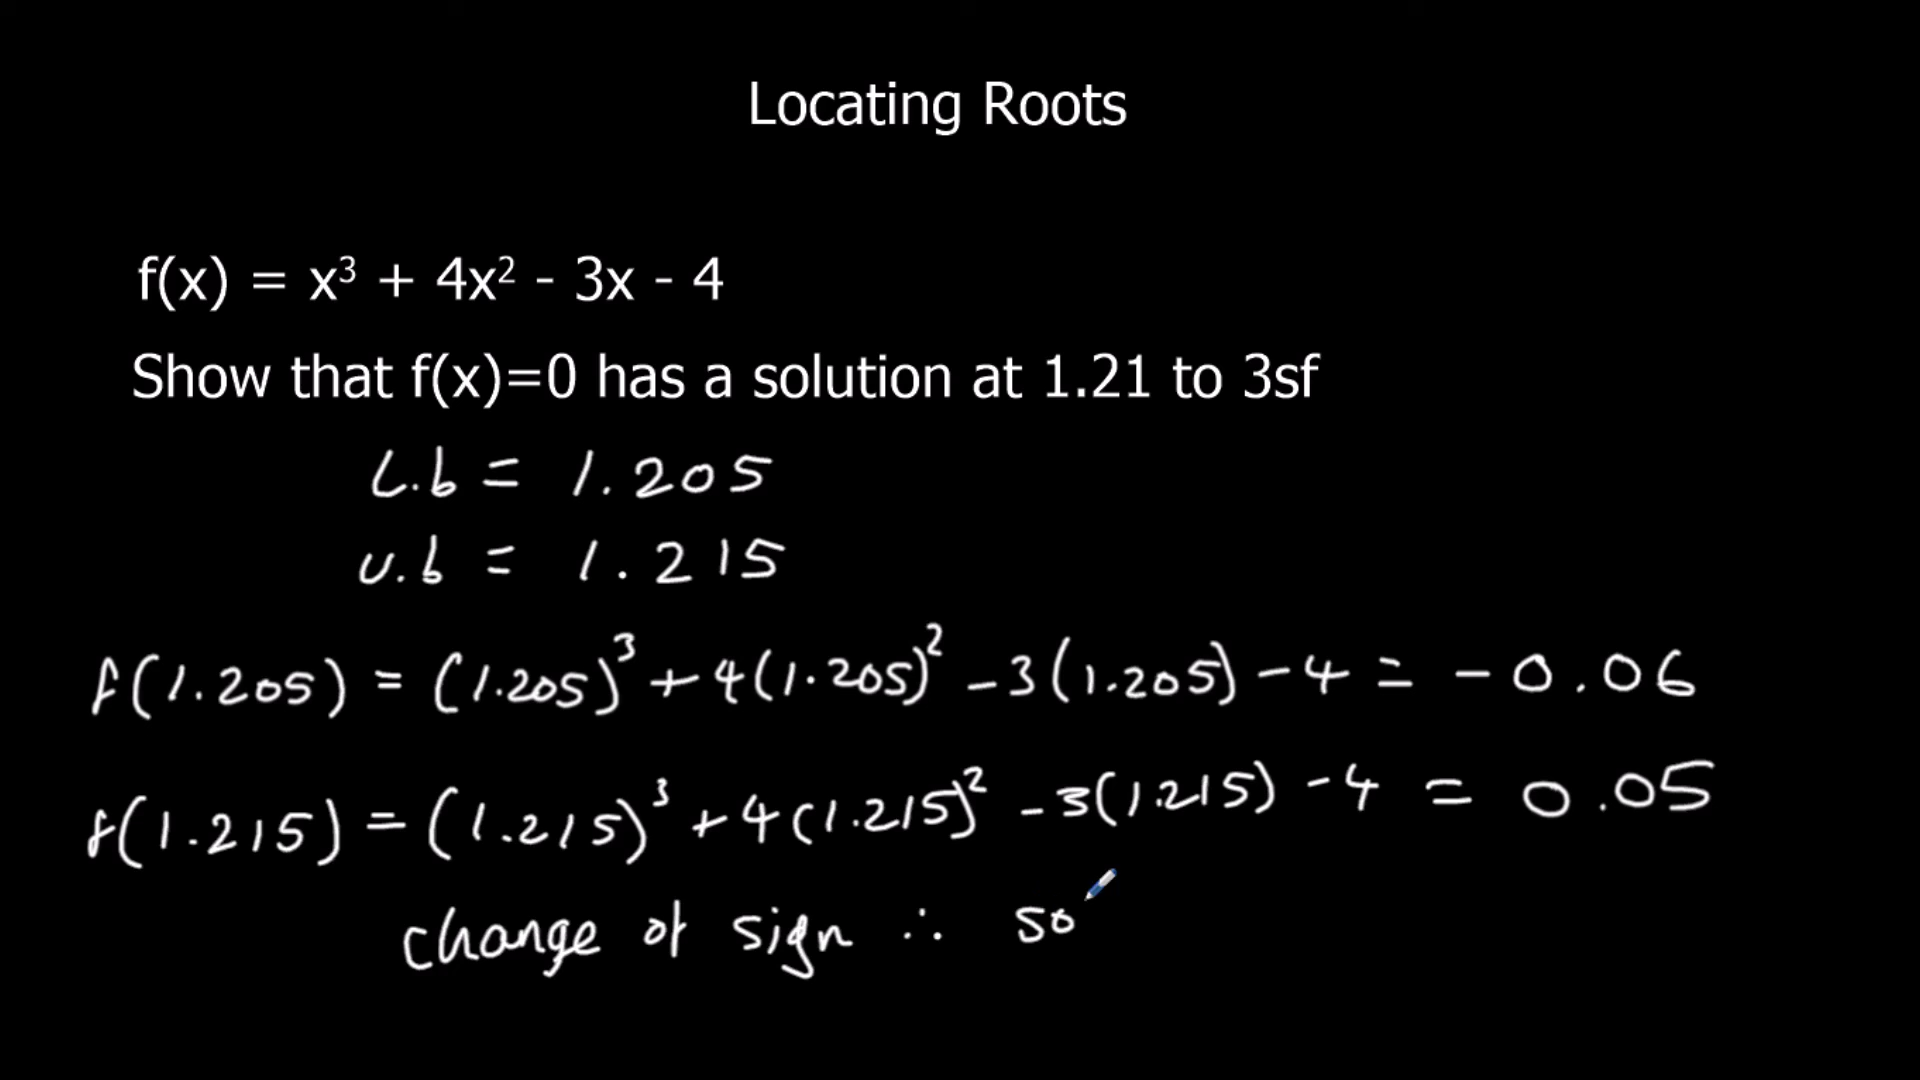 Locating Roots
f(x) = x³ + 4x² - 3x - 4
Show that f(x)=0 has a solution at 1.21 to 3sf
L.b = 1.205
u.b = 1.215
f(1.205) = (1.205)³ + 4(1.205)² - 3(1.205) - 4 = - 0.06
f(1.215) = (1.215)³ + 4(1.215)² - 3(1.215) - 4 = 0.05
change of sign ∴ so